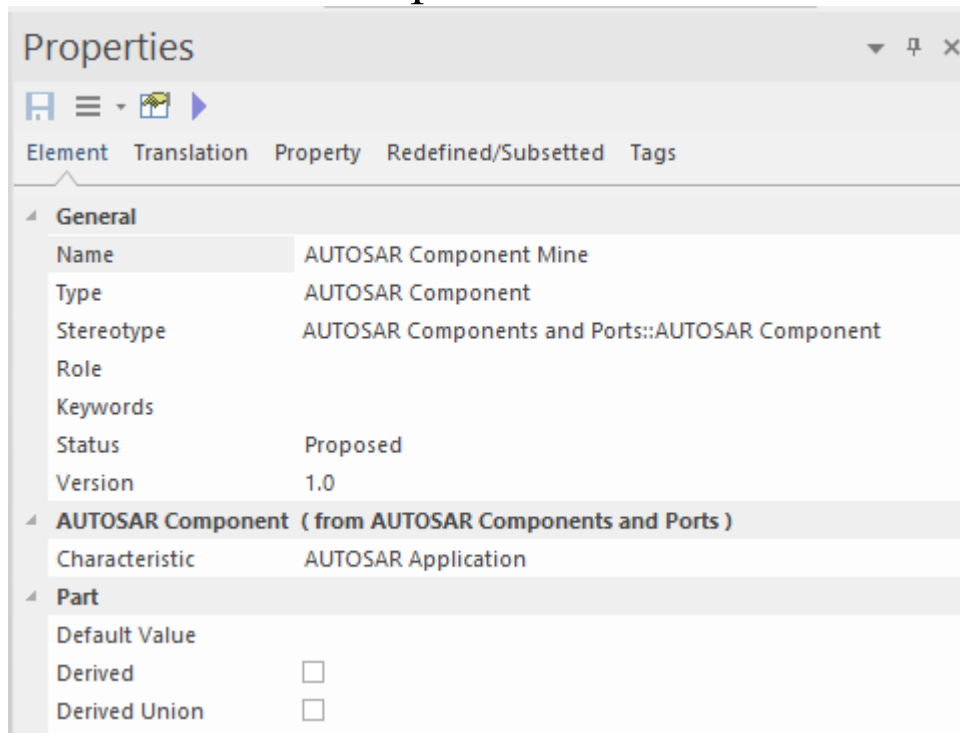 Properties
Element Translation Property Redefined/Subsetted Tags
General
Name AUTOSAR Component Mine
Type AUTOSAR Component
Stereotype AUTOSAR Components and Ports::AUTOSAR Component
Role
Keywords
Status Proposed
Version 1.0
AUTOSAR Component ( from AUTOSAR Components and Ports )
Characteristic AUTOSAR Application
Part
Default Value
Derived
Derived Union